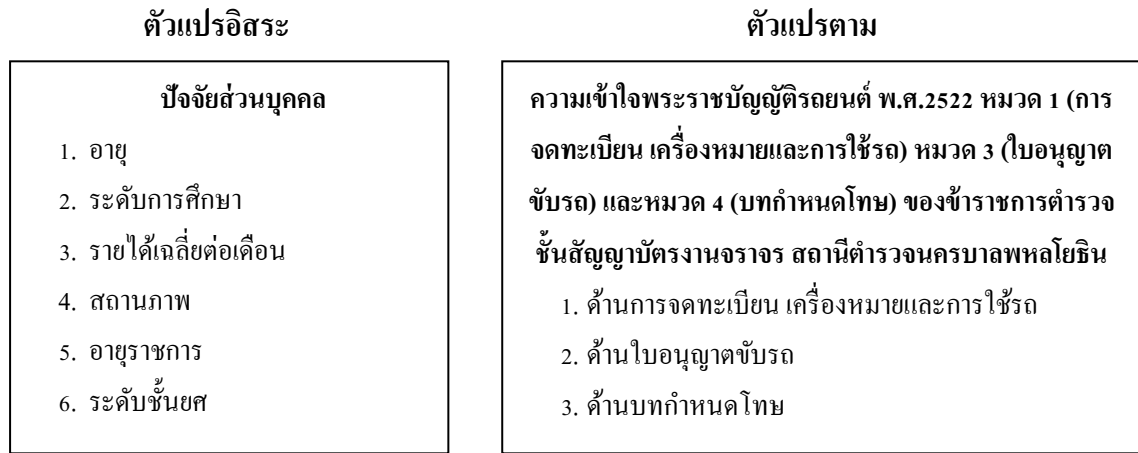 ตัวแปรอิสระ
ปัจจัยส่วนบุคคล
1. อายุ
2. ระดับการศึกษา
3. รายได้เฉลี่ยต่อเดือน
4. สถานภาพ
5. อายุราชการ
6. ระดับชั้นยศ
ตัวแปรตาม
ความเข้าใจพระราชบัญญัติรถยนต์ พ.ศ.2522 หมวด 1 (การ
จดทะเบียน เครื่องหมายและการใช้รถ) หมวด 3 (ใบอนุญาต
ขับรถ) และหมวด 4 (บทกำหนดโทษ) ของข้าราชการตำรวจ
ชั้นสัญญาบัตรงานจราจร สถานีตำรวจนครบาลพหลโยธิน
1. ด้านการจดทะเบียน เครื่องหมายและการใช้รถ
2. ด้านใบอนุญาตขับรถ
3. ด้านบทกำหนดโทษ